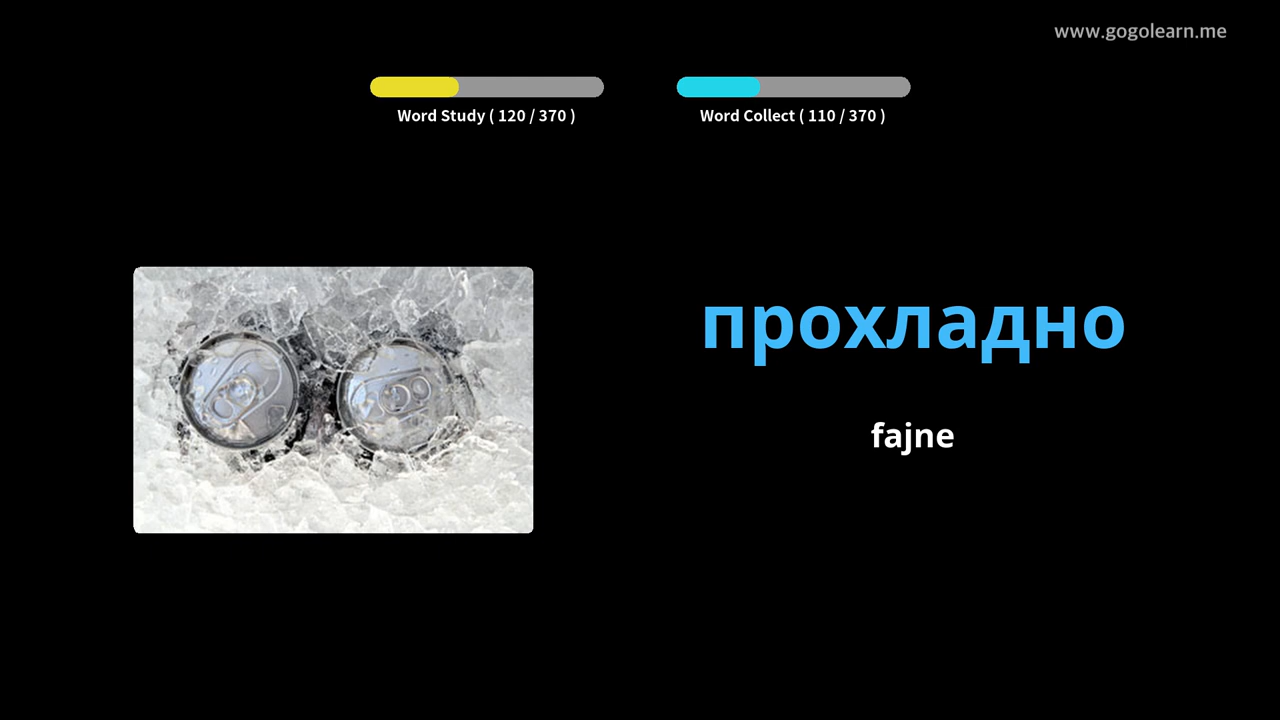 www.gogolearn.me
Word Study ( 120 / 370 )
Word Collect ( 110 / 370 )
прохладно
fajne